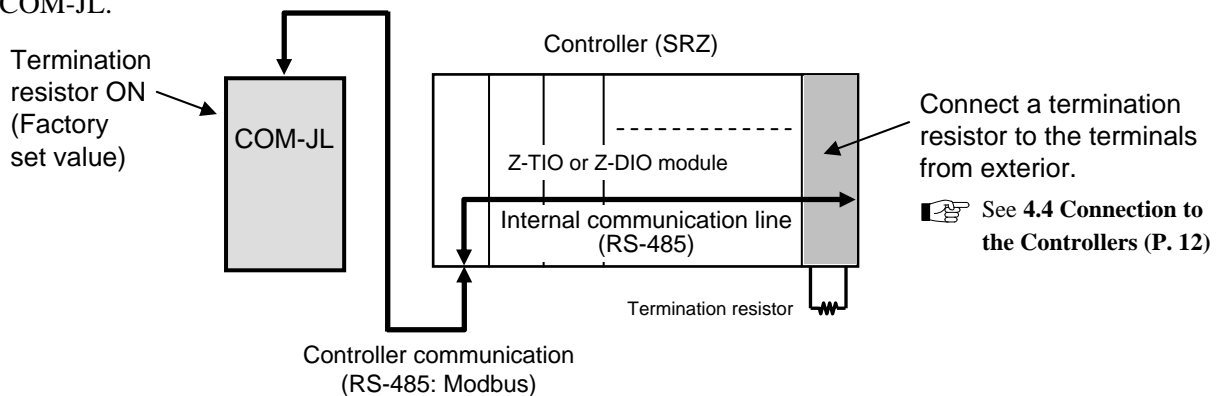 COM-JL.
Termination
resistor ON
(Factory
set value)
COM-JL
Controller (SRZ)
Z-TIO or Z-DIO module
Internal communication line
(RS-485)
Connect a termination
resistor to the terminals
from exterior.
See 4.4 Connection to
the Controllers (P. 12)
Termination resistor
Controller communication
(RS-485: Modbus)